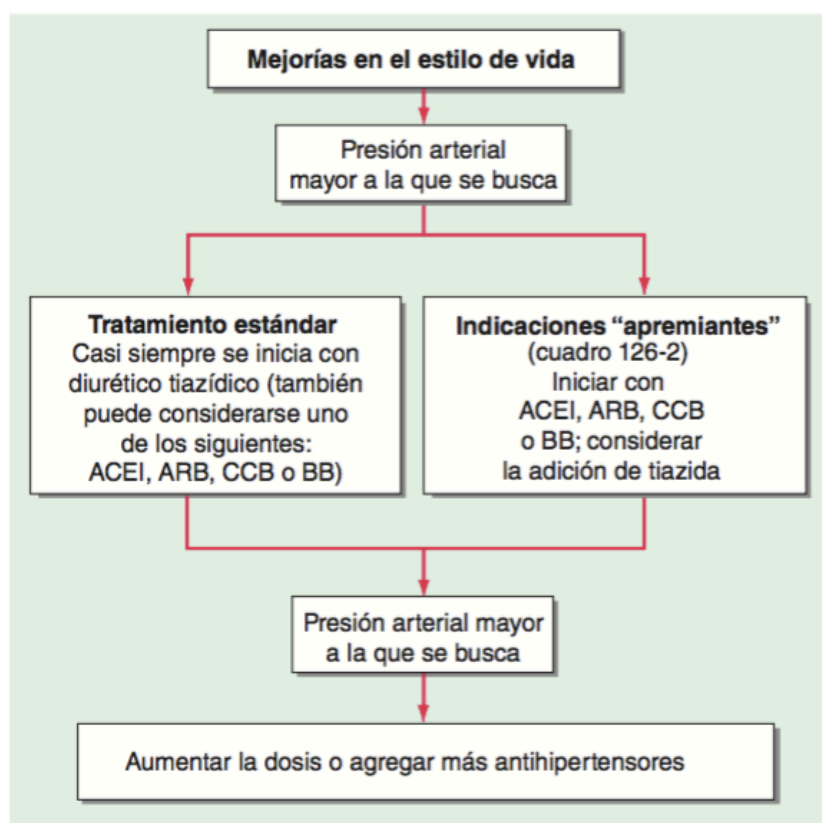 Mejorías en el estilo de vida
Presión arterial
mayor a la que se busca
Tratamiento estándar
Casi siempre se inicia con
diurético tiazídico (también
puede considerarse uno
de los siguientes:
ACEI, ARB, CCB o BB)
Indicaciones “apremiantes”
(cuadro 126-2)
Iniciar con
ACEI, ARB, CCB
o BB; considerar
la adición de tiazida
Presión arterial mayor
a la que se busca
Aumentar la dosis o agregar más antihipertensores